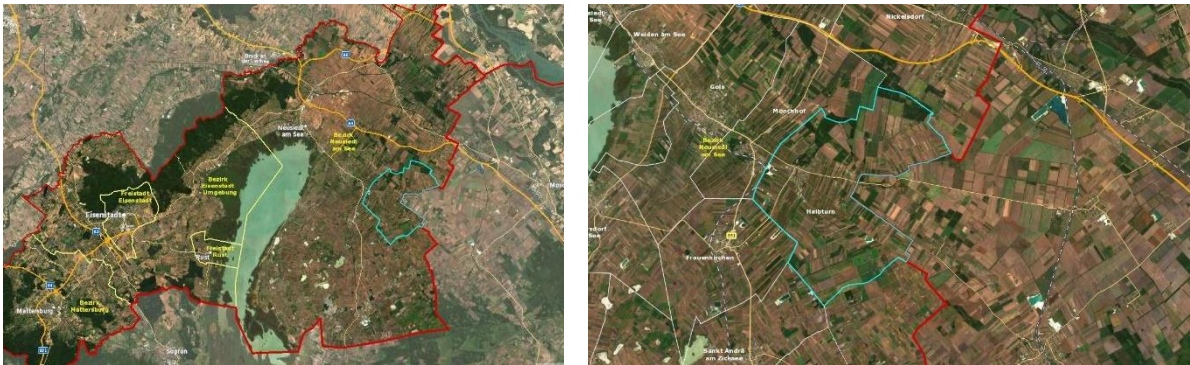 Neusiedl
am See
Bezirk
Neusiedl
am See
Bezirk
Eisenstadt
- Umgebung
Freistadt
Eisenstadt
Eisenstadt
Freistadt
Rust
Rust
Bezirk
Mattersburg
Mattersburg
Sopron
Nickelsdorf
Weiden am See
Gols
Mönchhof
Bezirk
Neusiedl
am See
Halbturn
Frauenkirchen
Sankt Andrä
am Zicksee